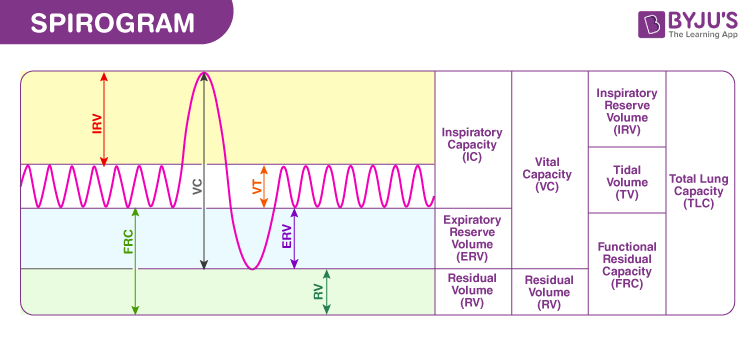 SPIROGRAM
BYJU'S
The Learning App
IRV
VC
VT
FRC
ERV
RV
Inspiratory
Capacity
(IC)
Expiratory
Reserve
Volume
(ERV)
Residual
Volume
(RV)
Vital
Capacity
(VC)
Residual
Volume
(RV)
Inspiratory
Reserve
Volume
(IRV)
Tidal
Volume
(TV)
Functional
Residual
Capacity
(FRC)
Total Lung
Capacity
(TLC)